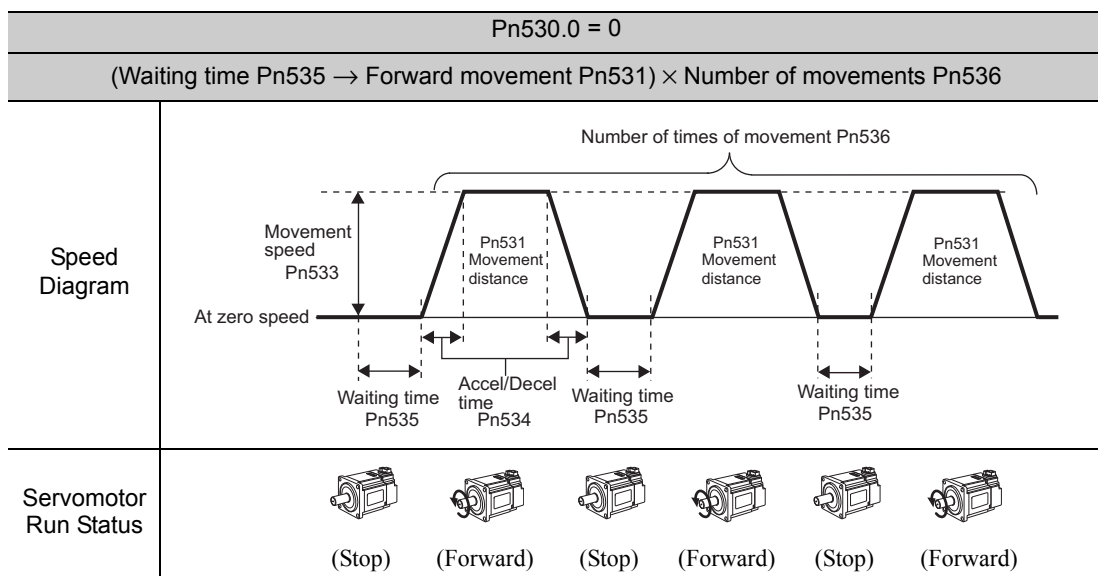 Pn530.0 = 0
(Waiting time Pn535 → Forward movement Pn531) × Number of movements Pn536
Speed
Diagram
Number of times of movement Pn536
Movement
speed
Pn533
Pn531
Movement
distance
Pn531
Movement
distance
Pn531
Movement
distance
At zero speed
Waiting time
Pn535
Accel/Decel
time
Pn534
Waiting time
Pn535
Waiting time
Pn535
Servomotor
Run Status
(Stop) (Forward) (Stop) (Forward) (Stop) (Forward)